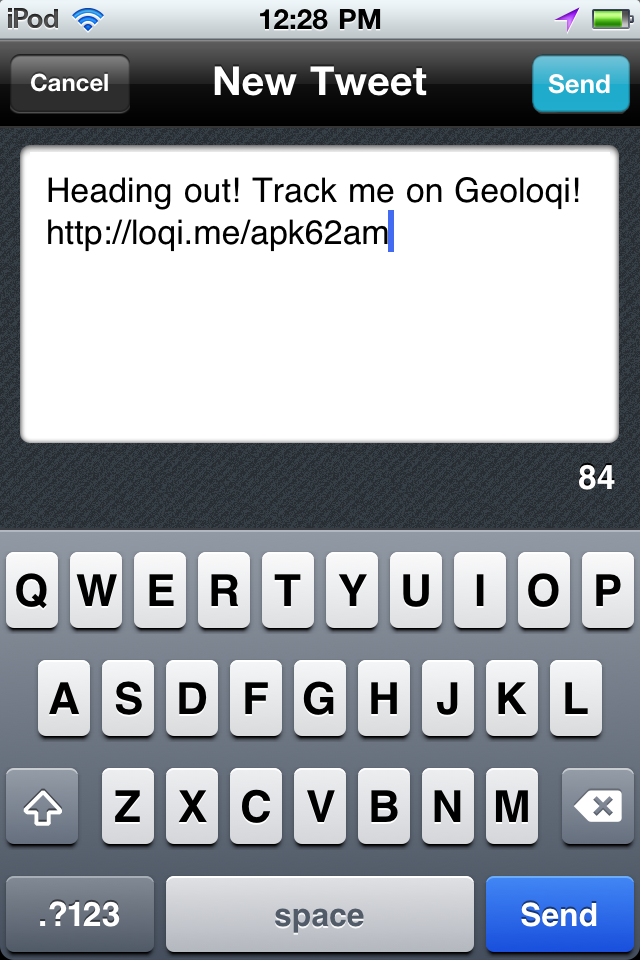 iPod 12:28 PM
Cancel New Tweet Send
Heading out! Track me on Geoloqi!
http://loqi.me/apk62am
84
Q W E R T Y U I O P
A S D F G H J K L
Z X C V B N M
.?123 space Send